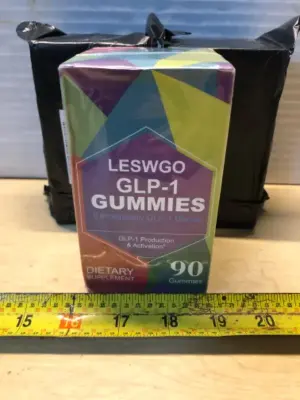 LESWGO
GLP-1
GUMMIES
GLP-1 Production
& Activation*
DIETARY
SUPPLEMENT
90
Gummies
15 16 17 18 19 20